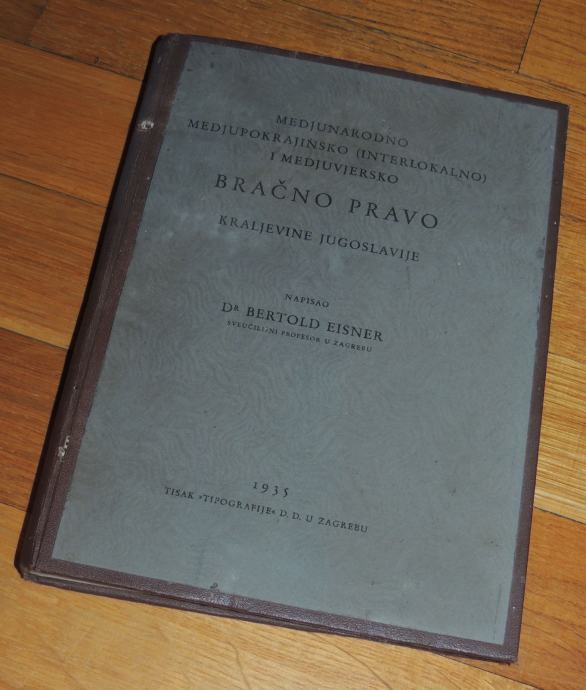 MEDJUNARODNO
MEDJUPOKRAJINSKO (INTERLOKALNO)
I MEDJUVJERSKO
BRAČNO PRAVO
KRALJEVINE JUGOSLAVIJE
NAPISAO
DR BERTOLD EISNER
SVEUČILIŠNI PROFESOR U ZAGREBU
1935
TISAK »TIPOGRAFIJE« D. D. U ZAGREBU